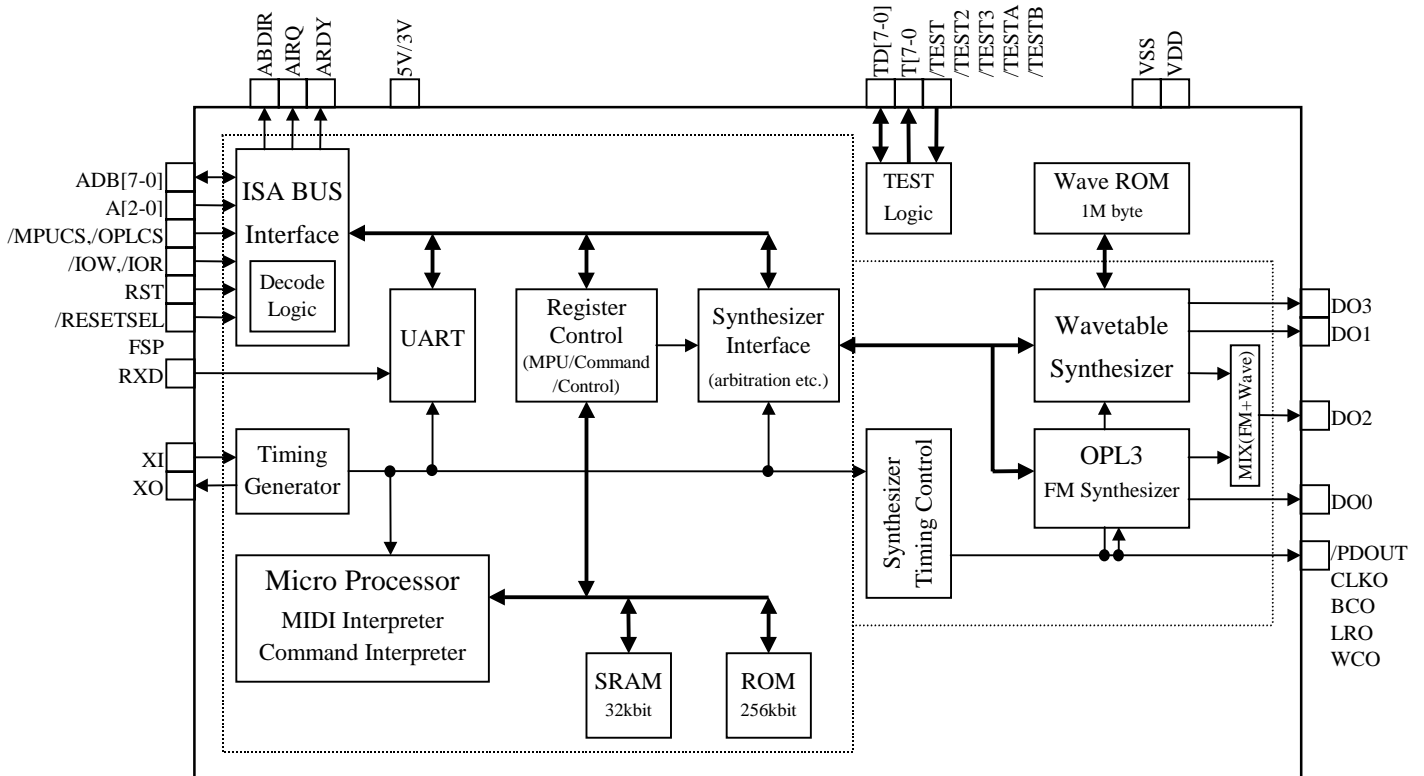 ABDIR
AIRQ
ARDY
5V/3V
TD[7-0]
T[7-0
/TEST
/TEST2
/TEST3
/TESTA
/TESTB
VSS
VDD
ADB[7-0]
A[2-0]
/MPUCS,/OPLCS
/IOW,/IOR
RST
/RESETSEL
FSP
RXD
XI
XO
ISA BUS
Interface
Decode
Logic
UART
Register
Control
(MPU/Command
/Control)
Synthesizer
Interface
(arbitration etc.)
TEST
Logic
Wave ROM
1M byte
Wavetable
Synthesizer
MIX(FM+Wave)
OPL3
FM Synthesizer
Timing
Generator
Synthesizer
Timing Control
Micro Processor
MIDI Interpreter
Command Interpreter
SRAM
32kbit
ROM
256kbit
DO3
DO1
DO2
DO0
/PDOUT
CLKO
BCO
LRO
WCO